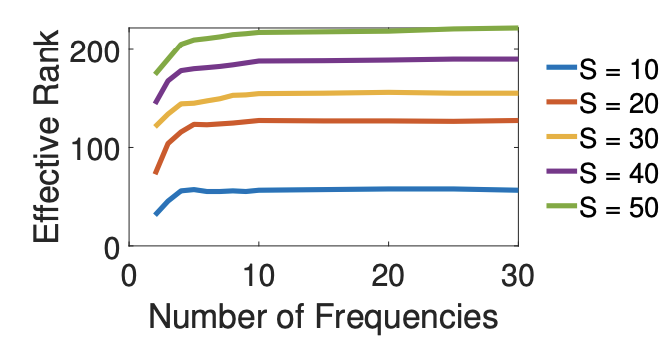 Effective Rank
200
100
0
0
10
20
30
Number of Frequencies
S = 10
S = 20
S = 30
S = 40
S = 50